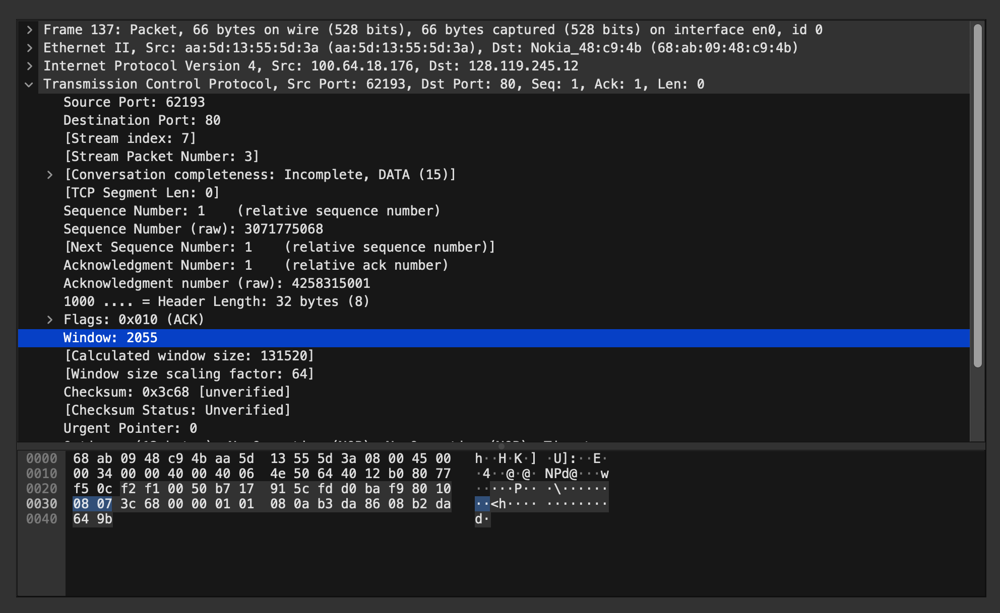 Frame 137: Packet, 66 bytes on wire (528 bits), 66 bytes captured (528 bits) on interface en0, id 0
Ethernet II, Src: aa:5d:13:55:5d:3a (aa:5d:13:55:5d:3a), Dst: Nokia_48:c9:4b (68:ab:09:48:c9:4b)
Internet Protocol Version 4, Src: 100.64.18.176, Dst: 128.119.245.12
Transmission Control Protocol, Src Port: 62193, Dst Port: 80, Seq: 1, Ack: 1, Len: 0
Source Port: 62193
Destination Port: 80
[Stream index: 7]
[Stream Packet Number: 3]
[Conversation completeness: Incomplete, DATA (15)]
[TCP Segment Len: 0]
Sequence Number: 1    (relative sequence number)
Sequence Number (raw): 3071775068
[Next Sequence Number: 1    (relative sequence number)]
Acknowledgment Number: 1    (relative ack number)
Acknowledgment number (raw): 4258315001
1000 .... = Header Length: 32 bytes (8)
Flags: 0x010 (ACK)
Window: 2055
[Calculated window size: 131520]
[Window size scaling factor: 64]
Checksum: 0x3c68 [unverified]
[Checksum Status: Unverified]
Urgent Pointer: 0
0000 68 ab 09 48 c9 4b aa 5d 13 55 5d 3a 08 00 45 00 h··H·K·] ·U]:··E·
0010 00 34 00 00 40 00 40 06 4e 50 64 40 12 b0 80 77 ·4··@·@· NPd@···w
0020 f5 0c f2 f1 00 50 b7 17 91 5c fd d0 ba f9 80 10 ·····P·· ·\······
0030 08 07 3c 68 00 00 01 01 08 0a b3 da 86 08 b2 da ··<h···· ········
0040 64 9b d·